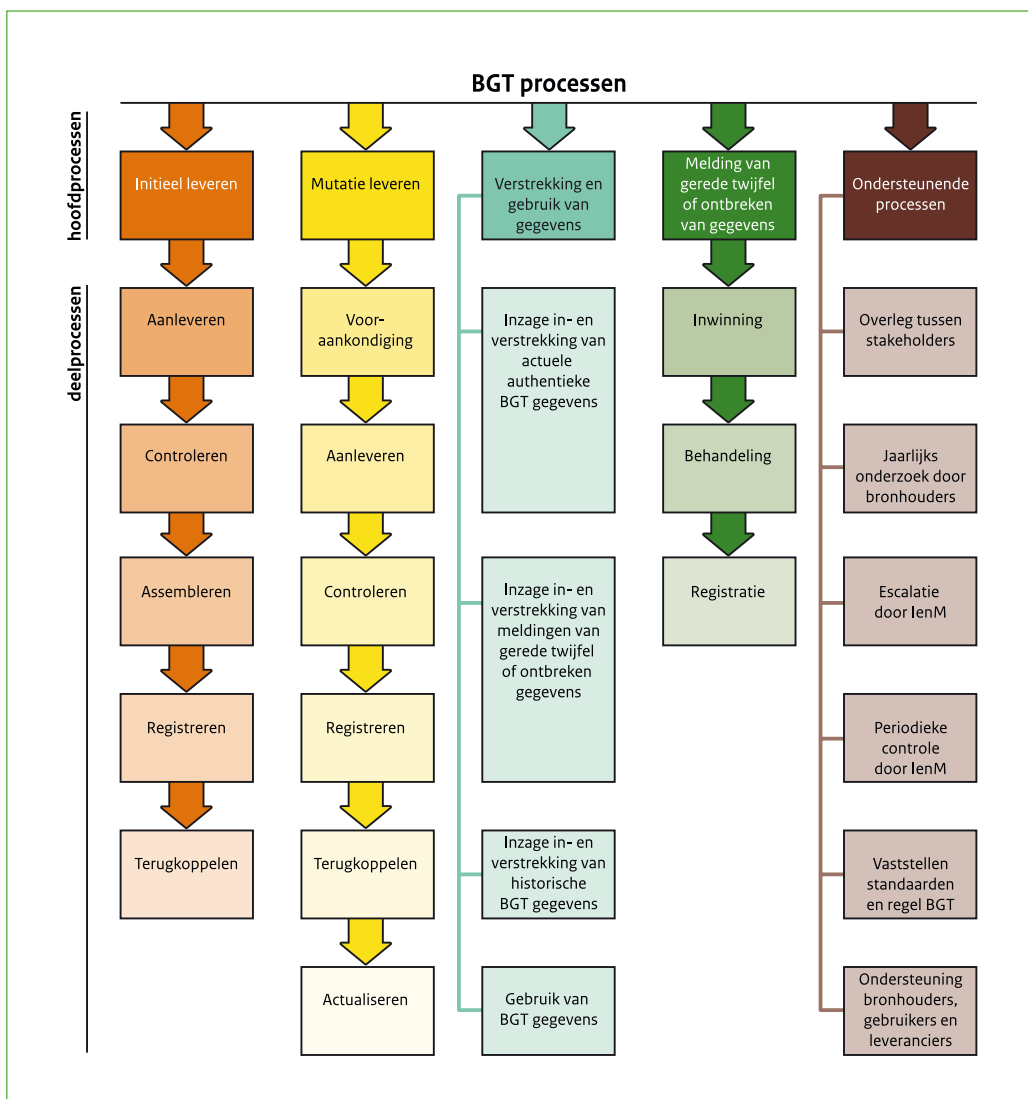 BGT processen
hoofdprocessen
Initieel leveren
Mutatie leveren
Verstrekking en
gebruik van
gegevens
Melding van
gerede twijfel
of ontbreken
van gegevens
Ondersteunende
processen
deelprocessen
Aanleveren
Controleren
Assembleren
Registreren
Terugkoppelen
Voor-
aankondiging
Aanleveren
Controleren
Registreren
Terugkoppelen
Actualiseren
Inzage in- en
verstrekking van
actuele
authentieke
BGT gegevens
Inzage in- en
verstrekking van
meldingen van
gerede twijfel
of ontbreken
gegevens
Inzage in- en
verstrekking van
historische
BGT gegevens
Gebruik van
BGT gegevens
Inwinning
Behandeling
Registratie
Overleg tussen
stakeholders
Jaarlijks
onderzoek door
bronhouders
Escalatie
door IenM
Periodieke
controle
door IenM
Vaststellen
standaarden
en regel BGT
Ondersteuning
bronhouders,
gebruikers en
leveranciers